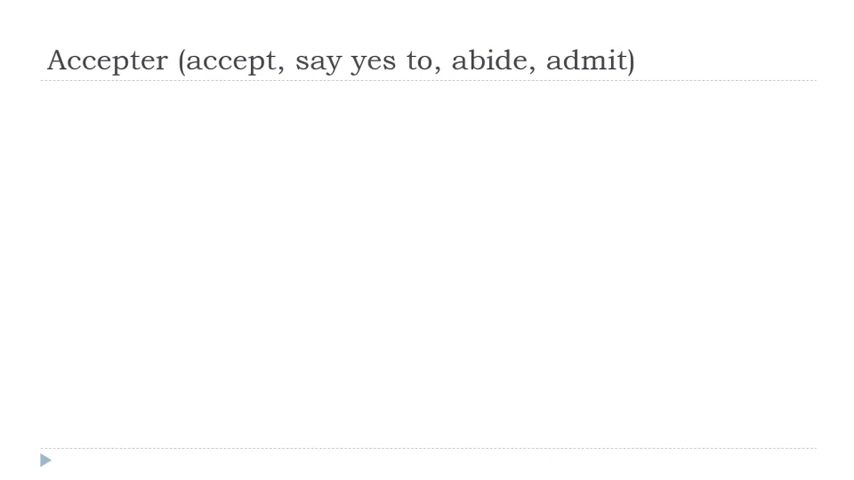 Accepter (accept, say yes to, abide, admit)